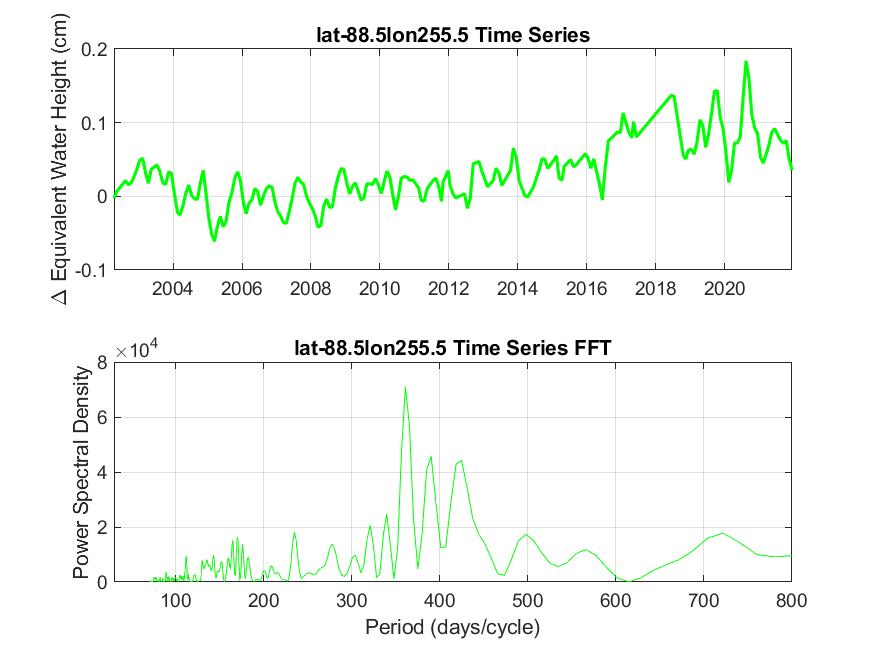 lat-88.5lon255.5 Time Series
Δ Equivalent Water Height (cm)
0.2
0.1
0
-0.1
2004 2006 2008 2010 2012 2014 2016 2018 2020
lat-88.5lon255.5 Time Series FFT
×10⁴
Power Spectral Density
8
6
4
2
0
100 200 300 400 500 600 700 800
Period (days/cycle)